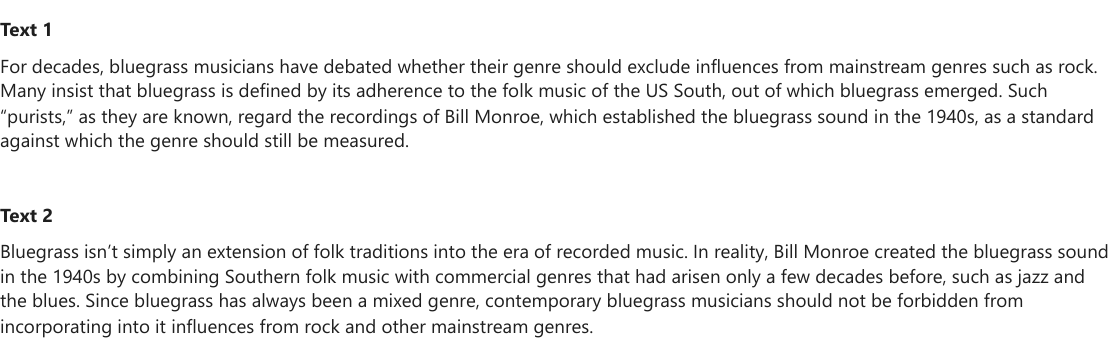 Text 1
For decades, bluegrass musicians have debated whether their genre should exclude influences from mainstream genres such as rock.
Many insist that bluegrass is defined by its adherence to the folk music of the US South, out of which bluegrass emerged. Such
“purists,” as they are known, regard the recordings of Bill Monroe, which established the bluegrass sound in the 1940s, as a standard
against which the genre should still be measured.
Text 2
Bluegrass isn’t simply an extension of folk traditions into the era of recorded music. In reality, Bill Monroe created the bluegrass sound
in the 1940s by combining Southern folk music with commercial genres that had arisen only a few decades before, such as jazz and
the blues. Since bluegrass has always been a mixed genre, contemporary bluegrass musicians should not be forbidden from
incorporating into it influences from rock and other mainstream genres.